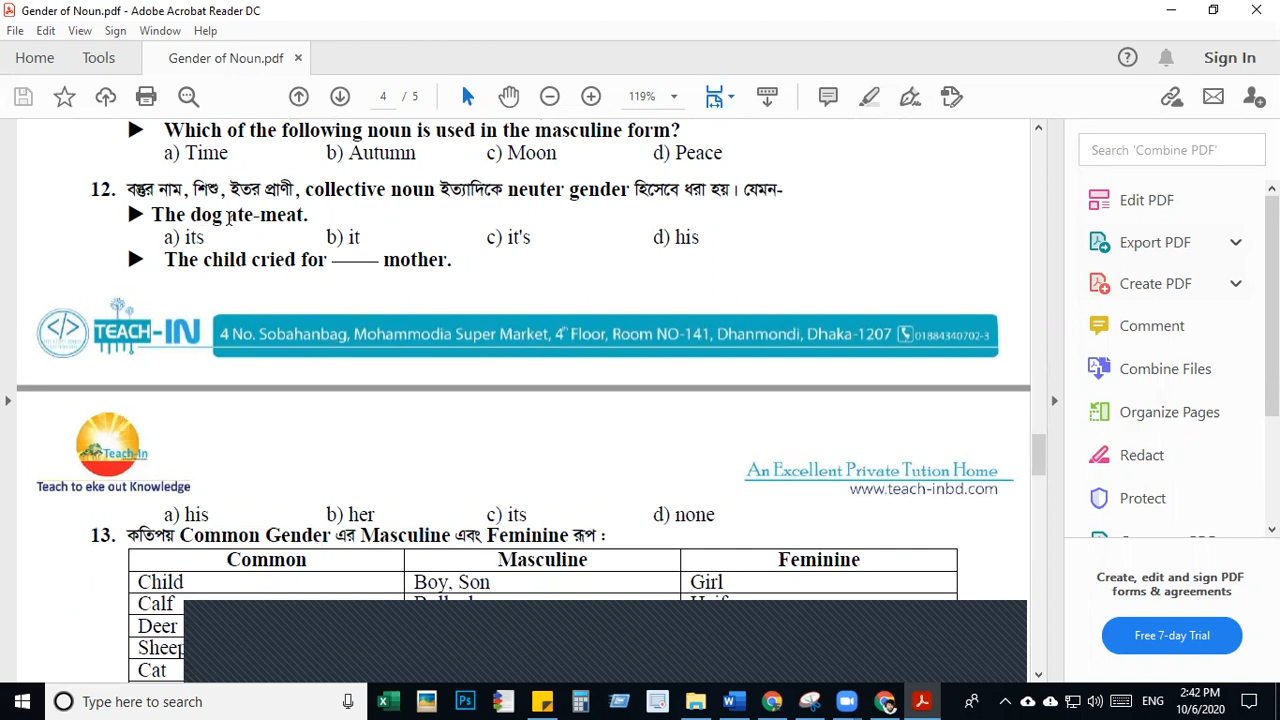 Gender of Noun.pdf - Adobe Acrobat Reader DC
File Edit View Sign Window Help
Home Tools Gender of Noun.pdf × Sign In
4 / 5 119%
Which of the following noun is used in the masculine form?
a) Time b) Autumn c) Moon d) Peace
12. বস্তুর নাম, শিশু, ইতর প্রাণী, collective noun ইত্যাদিকে neuter gender হিসেবে ধরা হয়। যেমন-
The dog ate-meat.
a) its b) it c) it's d) his
The child cried for —— mother.
TEACH-IN 4 No. Sobahanbag, Mohammodia Super Market, 4th Floor, Room NO-141, Dhanmondi, Dhaka-1207 01884340702-3
Teach-In
Teach to eke out Knowledge
An Excellent Private Tution Home
www.teach-inbd.com
a) his b) her c) its d) none
13. কতিপয় Common Gender এর Masculine এবং Feminine রূপ :
Common Masculine Feminine
Child Boy, Son Girl
Calf
Deer
Sheep
Cat
Search 'Combine PDF'
Edit PDF
Export PDF
Create PDF
Comment
Combine Files
Organize Pages
Redact
Protect
Create, edit and sign PDF
forms & agreements
Free 7-day Trial
Type here to search
ENG
2:42 PM
10/6/2020